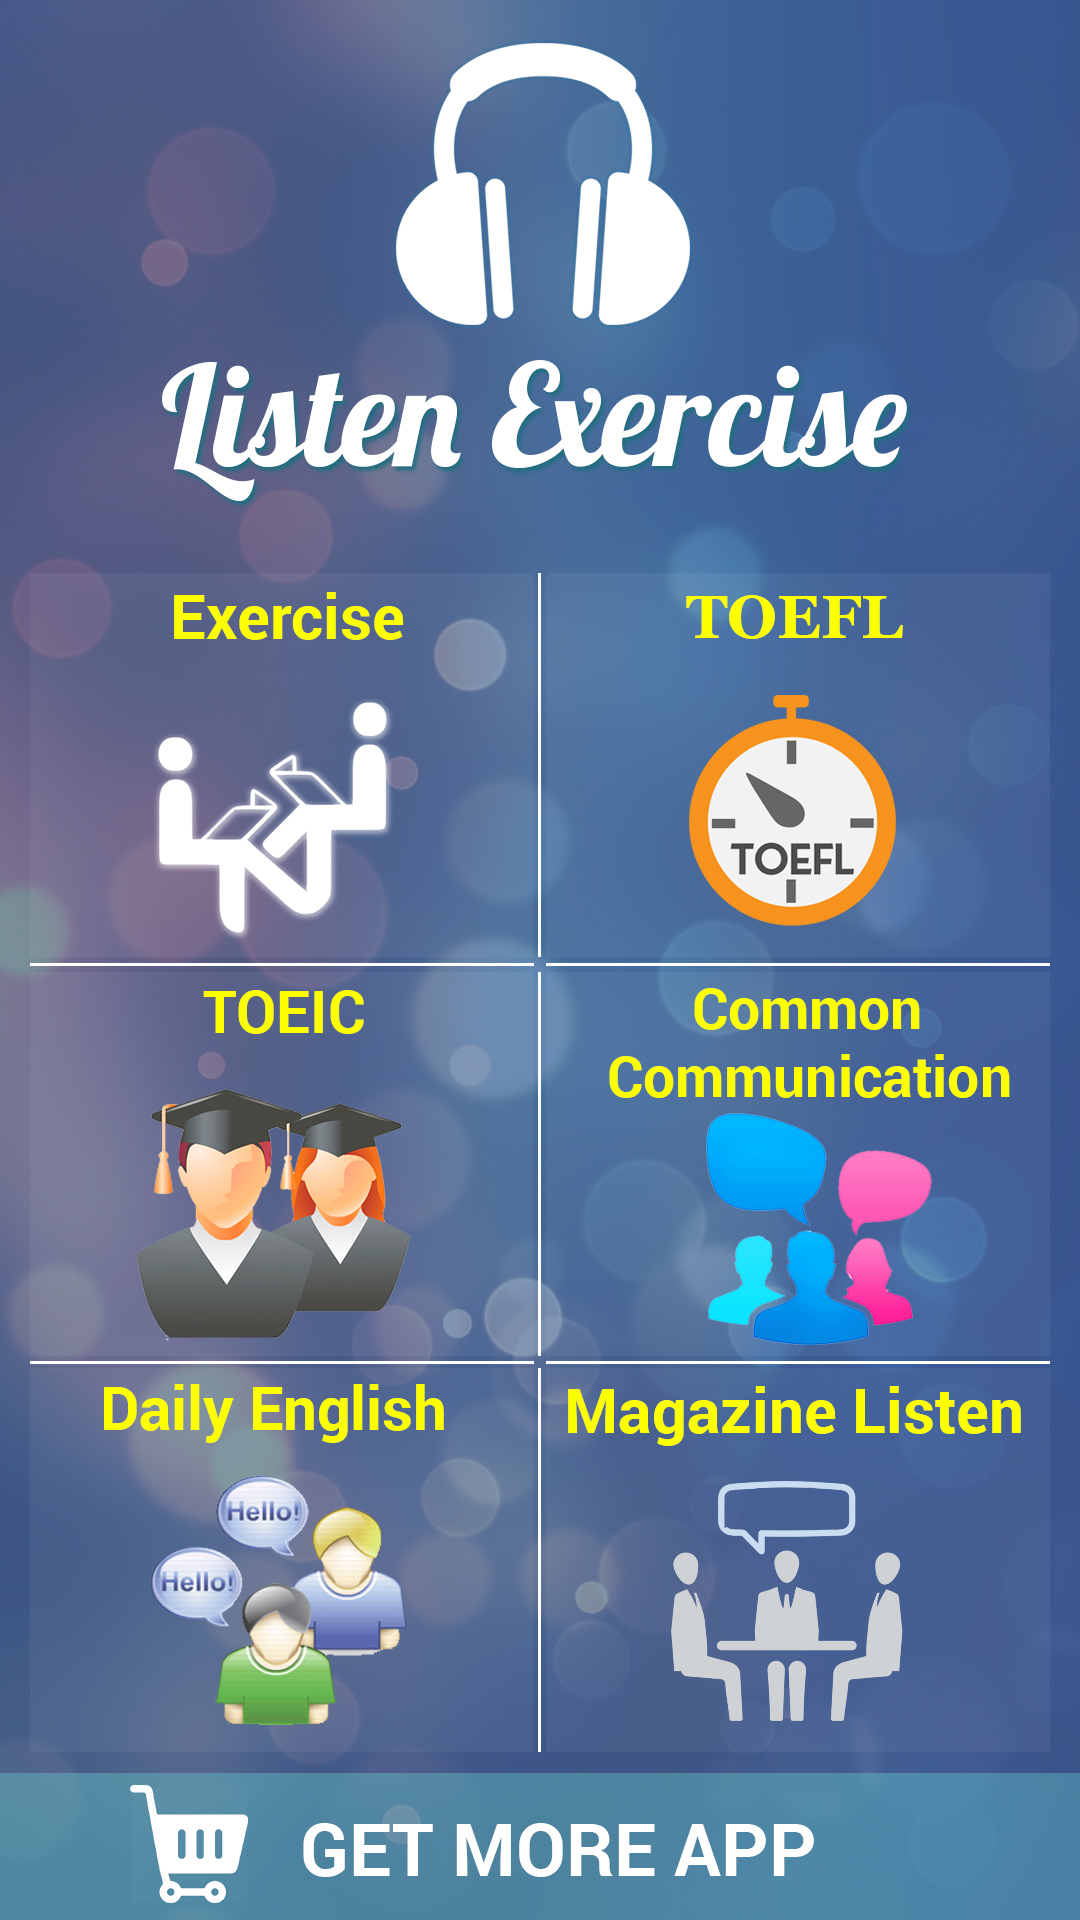 Listen Exercise
Exercise
TOEFL
TOEFL
TOEIC
Common
Communication
Daily English
Hello!
Hello!
Magazine Listen
GET MORE APP